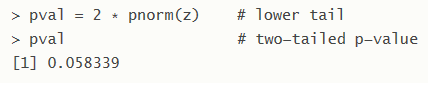 > pval = 2 * pnorm(z)    # lower tail
> pval                   # two−tailed p−value
[1] 0.058339